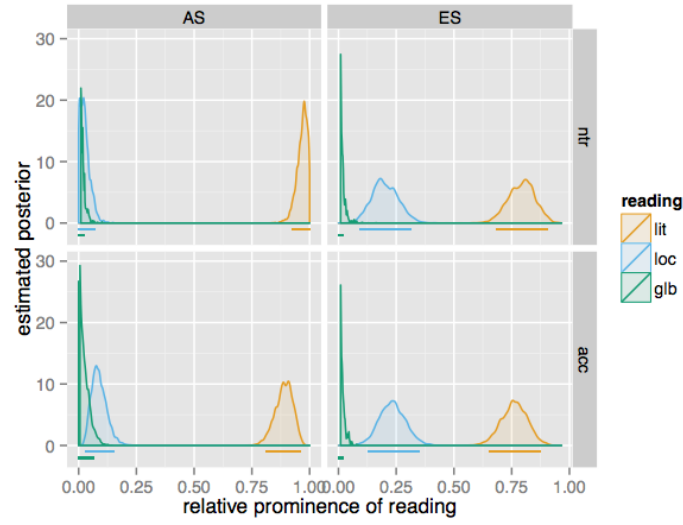 AS ES
30
20
10
0
ntr
30
20
10
0
acc
0.00 0.25 0.50 0.75 1.00 0.00 0.25 0.50 0.75 1.00
relative prominence of reading
estimated posterior
reading
lit
loc
glb